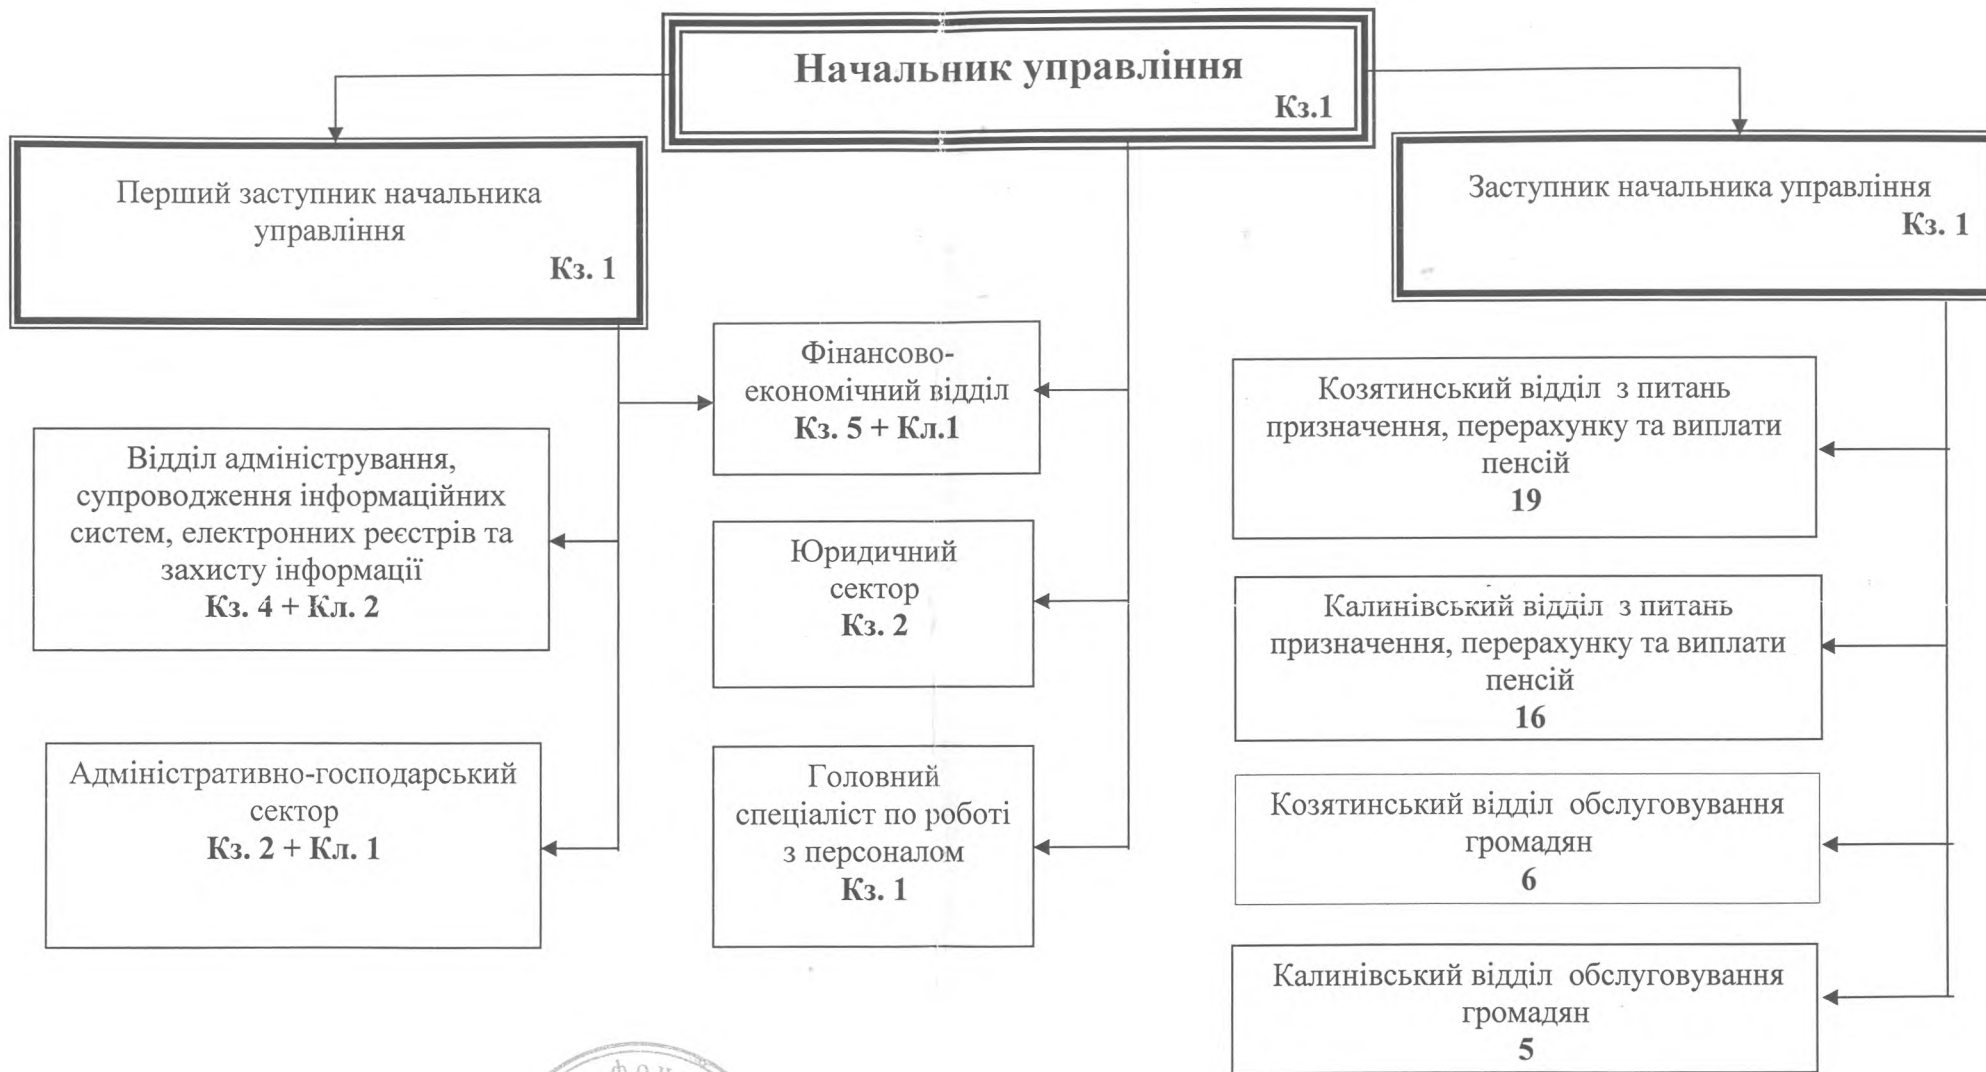 Начальник управління
Кз.1
Перший заступник начальника
управління
Кз. 1
Заступник начальника управління
Кз. 1
Фінансово-
економічний відділ
Кз. 5 + Кл.1
Відділ адміністрування,
супроводження інформаційних
систем, електронних реєстрів та
захисту інформації
Кз. 4 + Кл. 2
Юридичний
сектор
Кз. 2
Адміністративно-господарський
сектор
Кз. 2 + Кл. 1
Головний
спеціаліст по роботі
з персоналом
Кз. 1
Козятинський відділ з питань
призначення, перерахунку та виплати
пенсій
19
Калинівський відділ з питань
призначення, перерахунку та виплати
пенсій
16
Козятинський відділ обслуговування
громадян
6
Калинівський відділ обслуговування
громадян
5